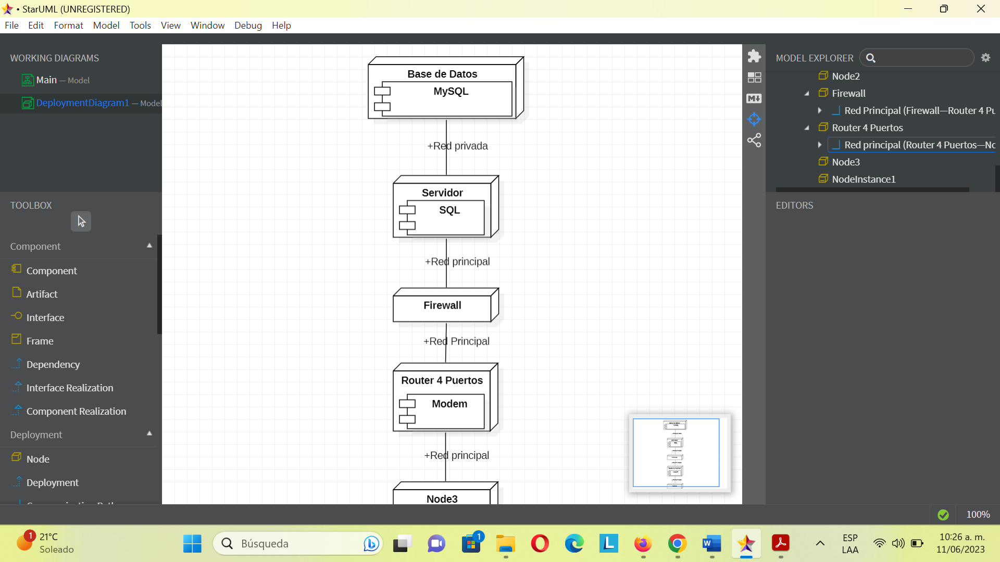 StarUML (UNREGISTERED)
File Edit Format Model Tools View Window Debug Help
WORKING DIAGRAMS
Main — Model
DeploymentDiagram1 — Model
TOOLBOX
Component
Component
Artifact
Interface
Frame
Dependency
Interface Realization
Component Realization
Deployment
Node
Deployment
Base de Datos
MySQL
+Red privada
Servidor
SQL
+Red principal
Firewall
+Red Principal
Router 4 Puertos
Modem
+Red principal
Node3
MODEL EXPLORER
Node2
Firewall
Red Principal (Firewall—Router 4 Pu
Router 4 Puertos
Red principal (Router 4 Puertos—No
Node3
NodeInstance1
EDITORS
100%
1
21°C
Soleado
Búsqueda
1
L
W
ESP
LAA
10:26 a. m.
11/06/2023